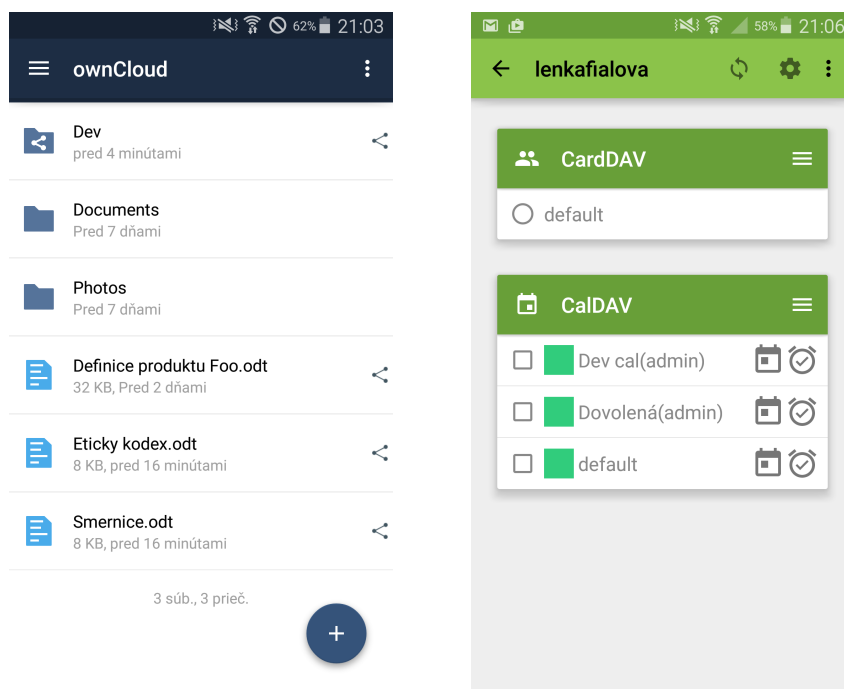 62% 21:03
ownCloud
Dev
pred 4 minútami
Documents
Pred 7 dňami
Photos
Pred 7 dňami
Definice produktu Foo.odt
32 KB, Pred 2 dňami
Eticky kodex.odt
8 KB, pred 16 minútami
Smernice.odt
8 KB, pred 16 minútami
3 súb., 3 prieč.
58% 21:06
lenkafialova
CardDAV
default
CalDAV
Dev cal(admin)
Dovolená(admin)
default